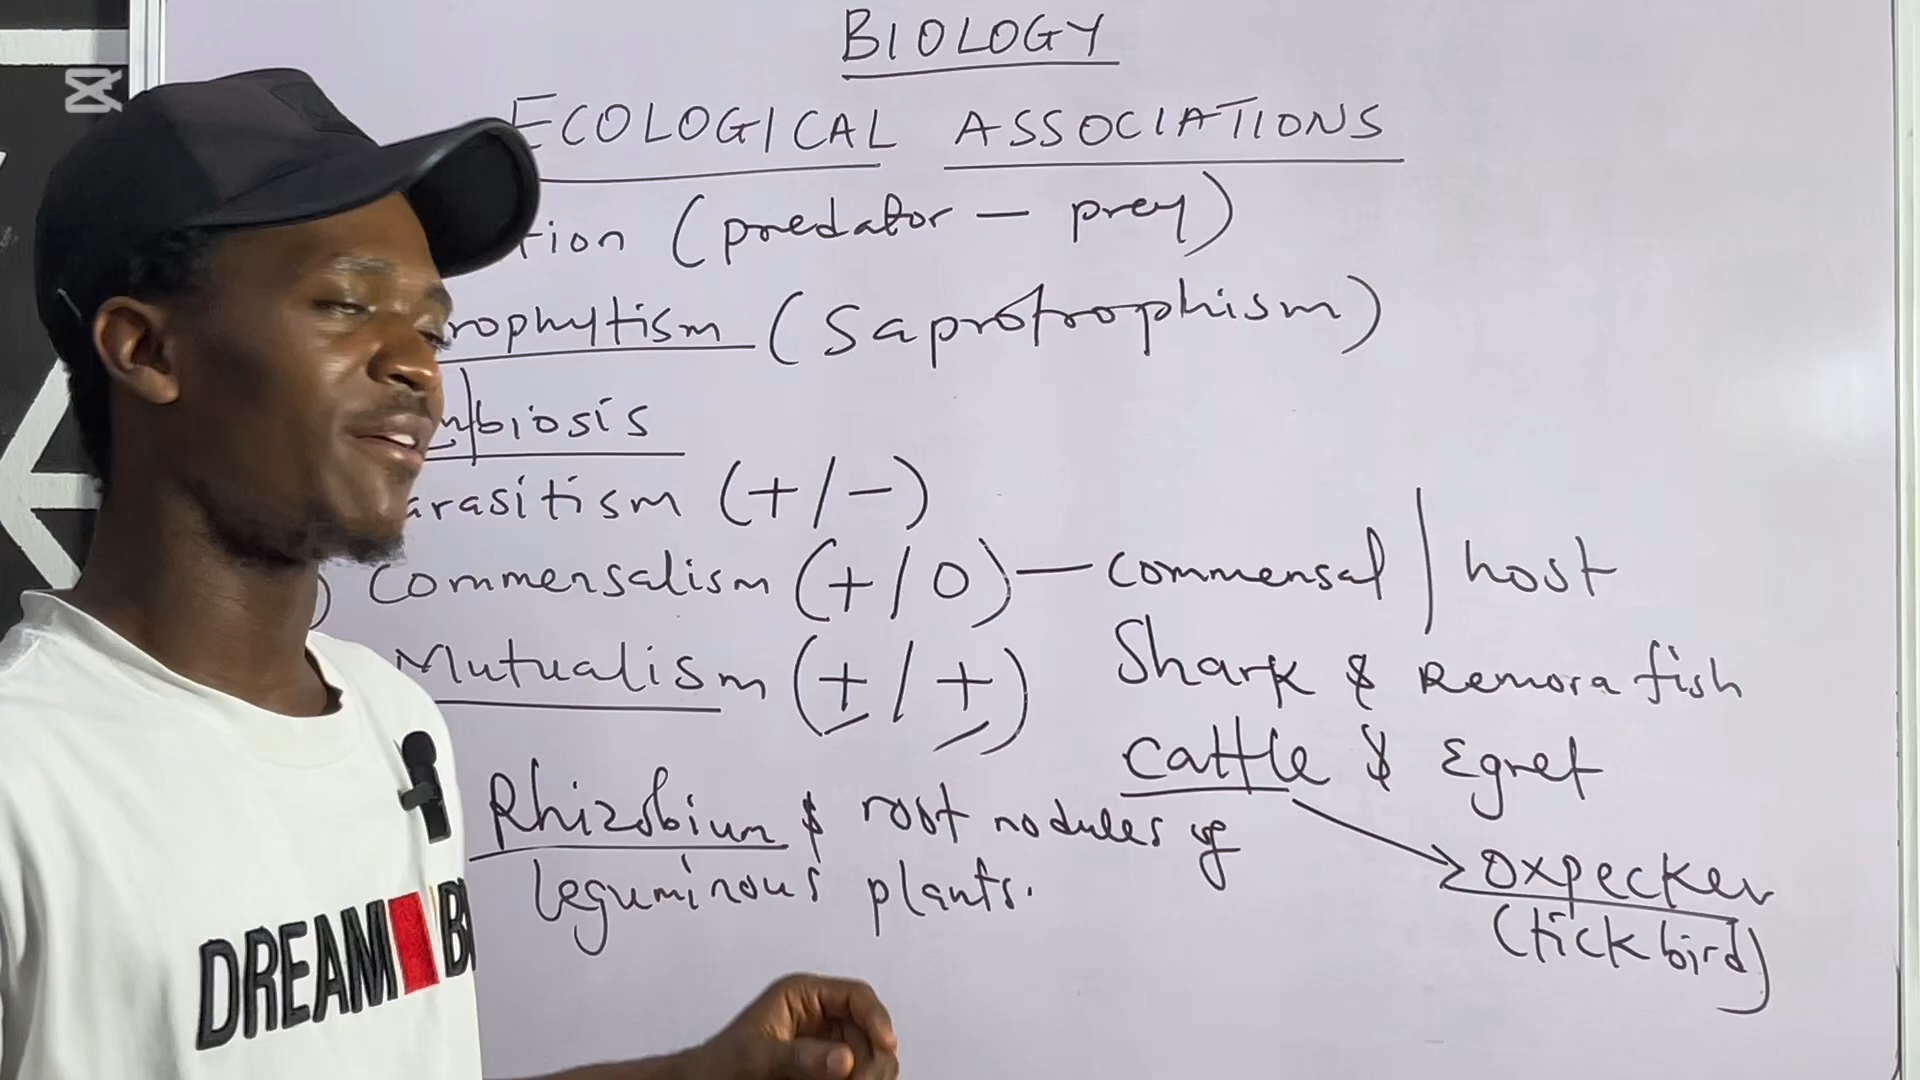 BIOLOGY
ECOLOGICAL ASSOCIATIONS
tion (predator – prey)
rophytism (Saprotrophism)
mbiosis
arasitism (+/-)
) Commensalism (+/0) — commensal / host
Mutualism (+/+)
Shark & Remora fish
Cattle & Egret
Rhizobium & root nodules of
leguminous plants.
oxpecker
(tick bird)
DREAM B